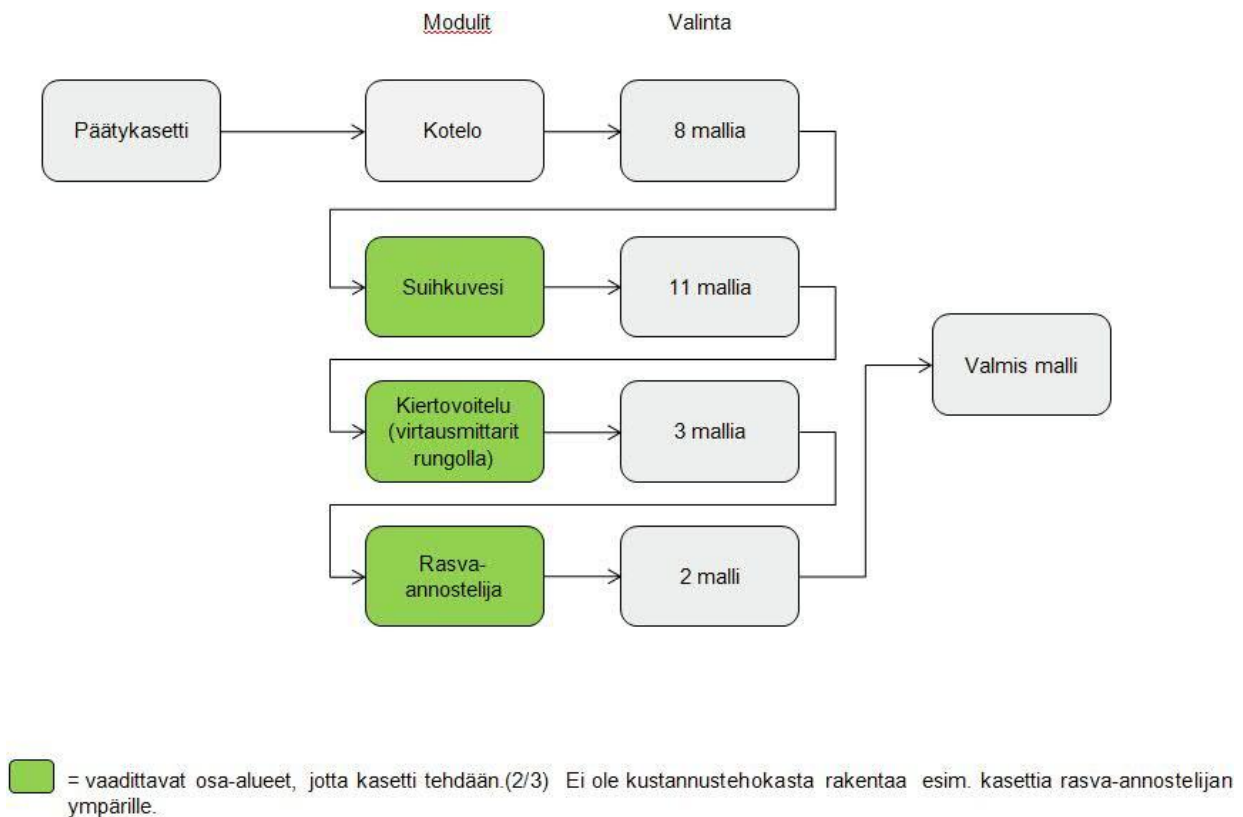 Modulit
Valinta
Päätykasetti
Kotelo
8 mallia
Suihkuvesi
11 mallia
Kiertovoitelu
(virtausmittarit
rungolla)
3 mallia
Rasva-
annostelija
2 malli
Valmis malli
= vaadittavat osa-alueet, jotta kasetti tehdään.(2/3) Ei ole kustannustehokasta rakentaa esim. kasettia rasva-annostelijan
ympärille.